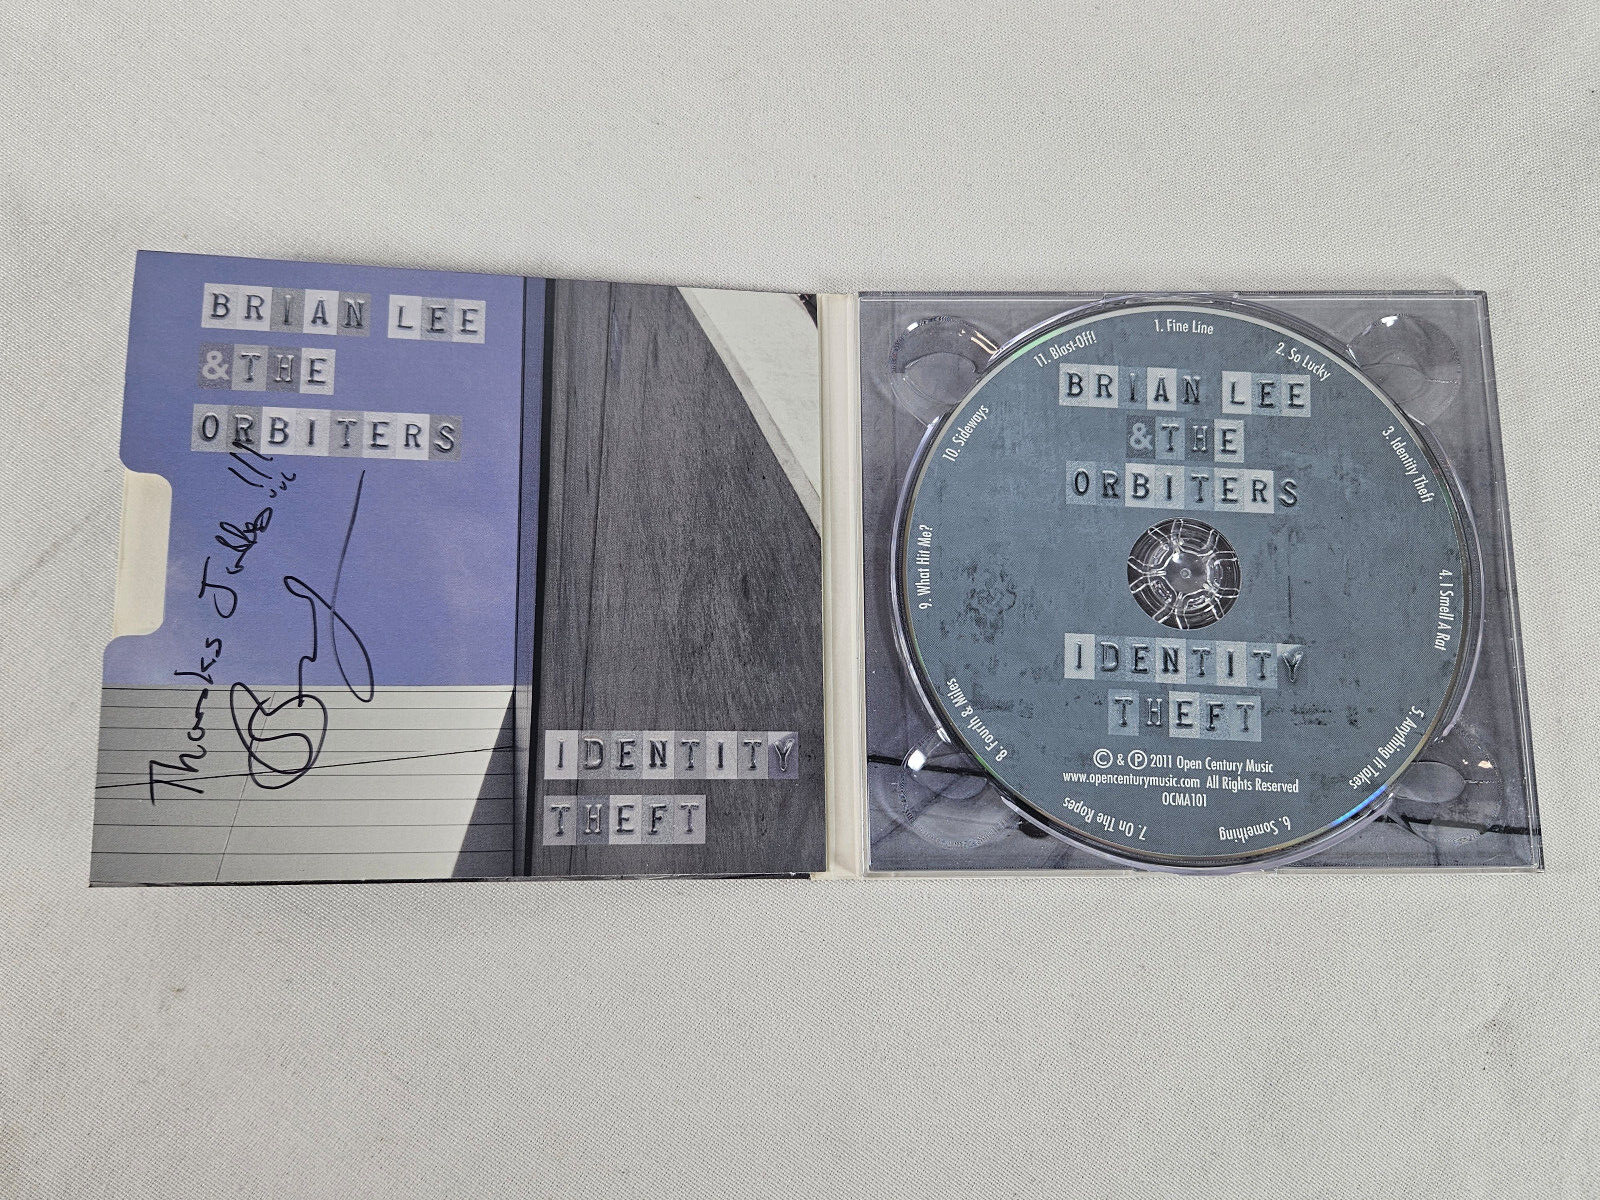 BRIAN LEE
& THE
ORBITERS
Thanks
!!!
IDENTITY
THEFT
1. Fine Line
2. So Lucky
3. Identity Theft
4. I Smell A Rat
5. Anything It Takes
6. Something
7. On The Ropes
8. Fourth & Miles
9. What Hit Me?
10. Sideways
11. Blast-Off!
BRIAN LEE
& THE
ORBITERS
IDENTITY
THEFT
© & ℗ 2011 Open Century Music
www.opencenturymusic.com All Rights Reserved
OCMA101